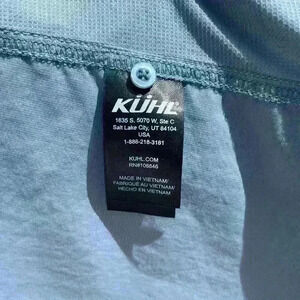 KÜHL®
1635 S. 5070 W, Ste C
Salt Lake City, UT 84104
USA
1-888-218-3181
KUHL.COM
RN#106846
MADE IN VIETNAM/
FABRIQUÉ AU VIETNAM/
HECHO EN VIETNAM